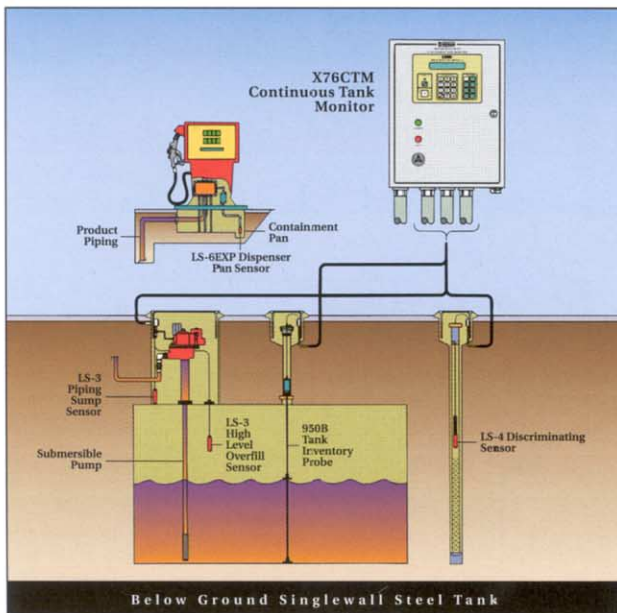 X76CTM
Continuous Tank
Monitor
Product
Piping
Containment
Pan
LS-6EXP Dispenser
Pan Sensor
LS-3
Piping
Sump
Sensor
Submersible
Pump
LS-3
High
Level
Overfill
Sensor
950B
Tank
Inventory
Probe
LS-4 Discriminating
Sensor
Below Ground Singlewall Steel Tank